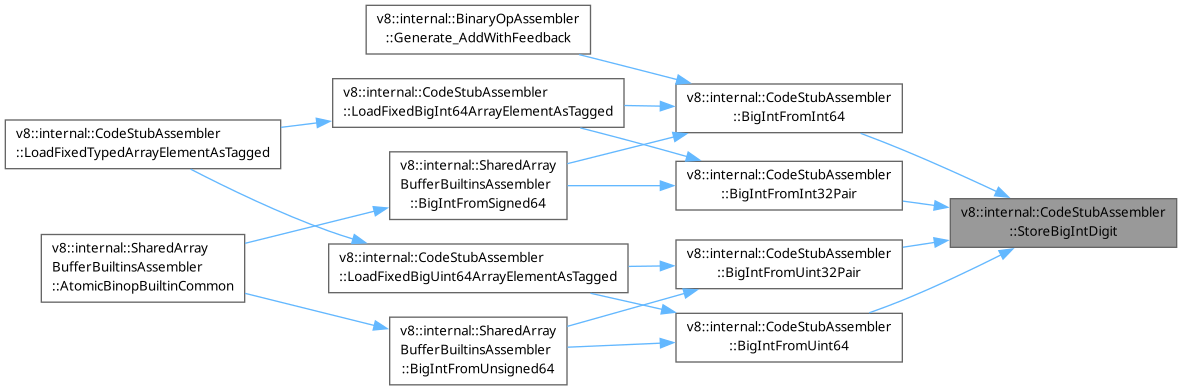 v8::internal::BinaryOpAssembler
::Generate_AddWithFeedback
v8::internal::CodeStubAssembler
::LoadFixedBigInt64ArrayElementAsTagged
v8::internal::CodeStubAssembler
::BigIntFromInt64
v8::internal::CodeStubAssembler
::LoadFixedTypedArrayElementAsTagged
v8::internal::SharedArray
BufferBuiltinsAssembler
::BigIntFromSigned64
v8::internal::CodeStubAssembler
::BigIntFromInt32Pair
v8::internal::CodeStubAssembler
::StoreBigIntDigit
v8::internal::SharedArray
BufferBuiltinsAssembler
::AtomicBinopBuiltinCommon
v8::internal::CodeStubAssembler
::LoadFixedBigUint64ArrayElementAsTagged
v8::internal::CodeStubAssembler
::BigIntFromUint32Pair
v8::internal::SharedArray
BufferBuiltinsAssembler
::BigIntFromUnsigned64
v8::internal::CodeStubAssembler
::BigIntFromUint64